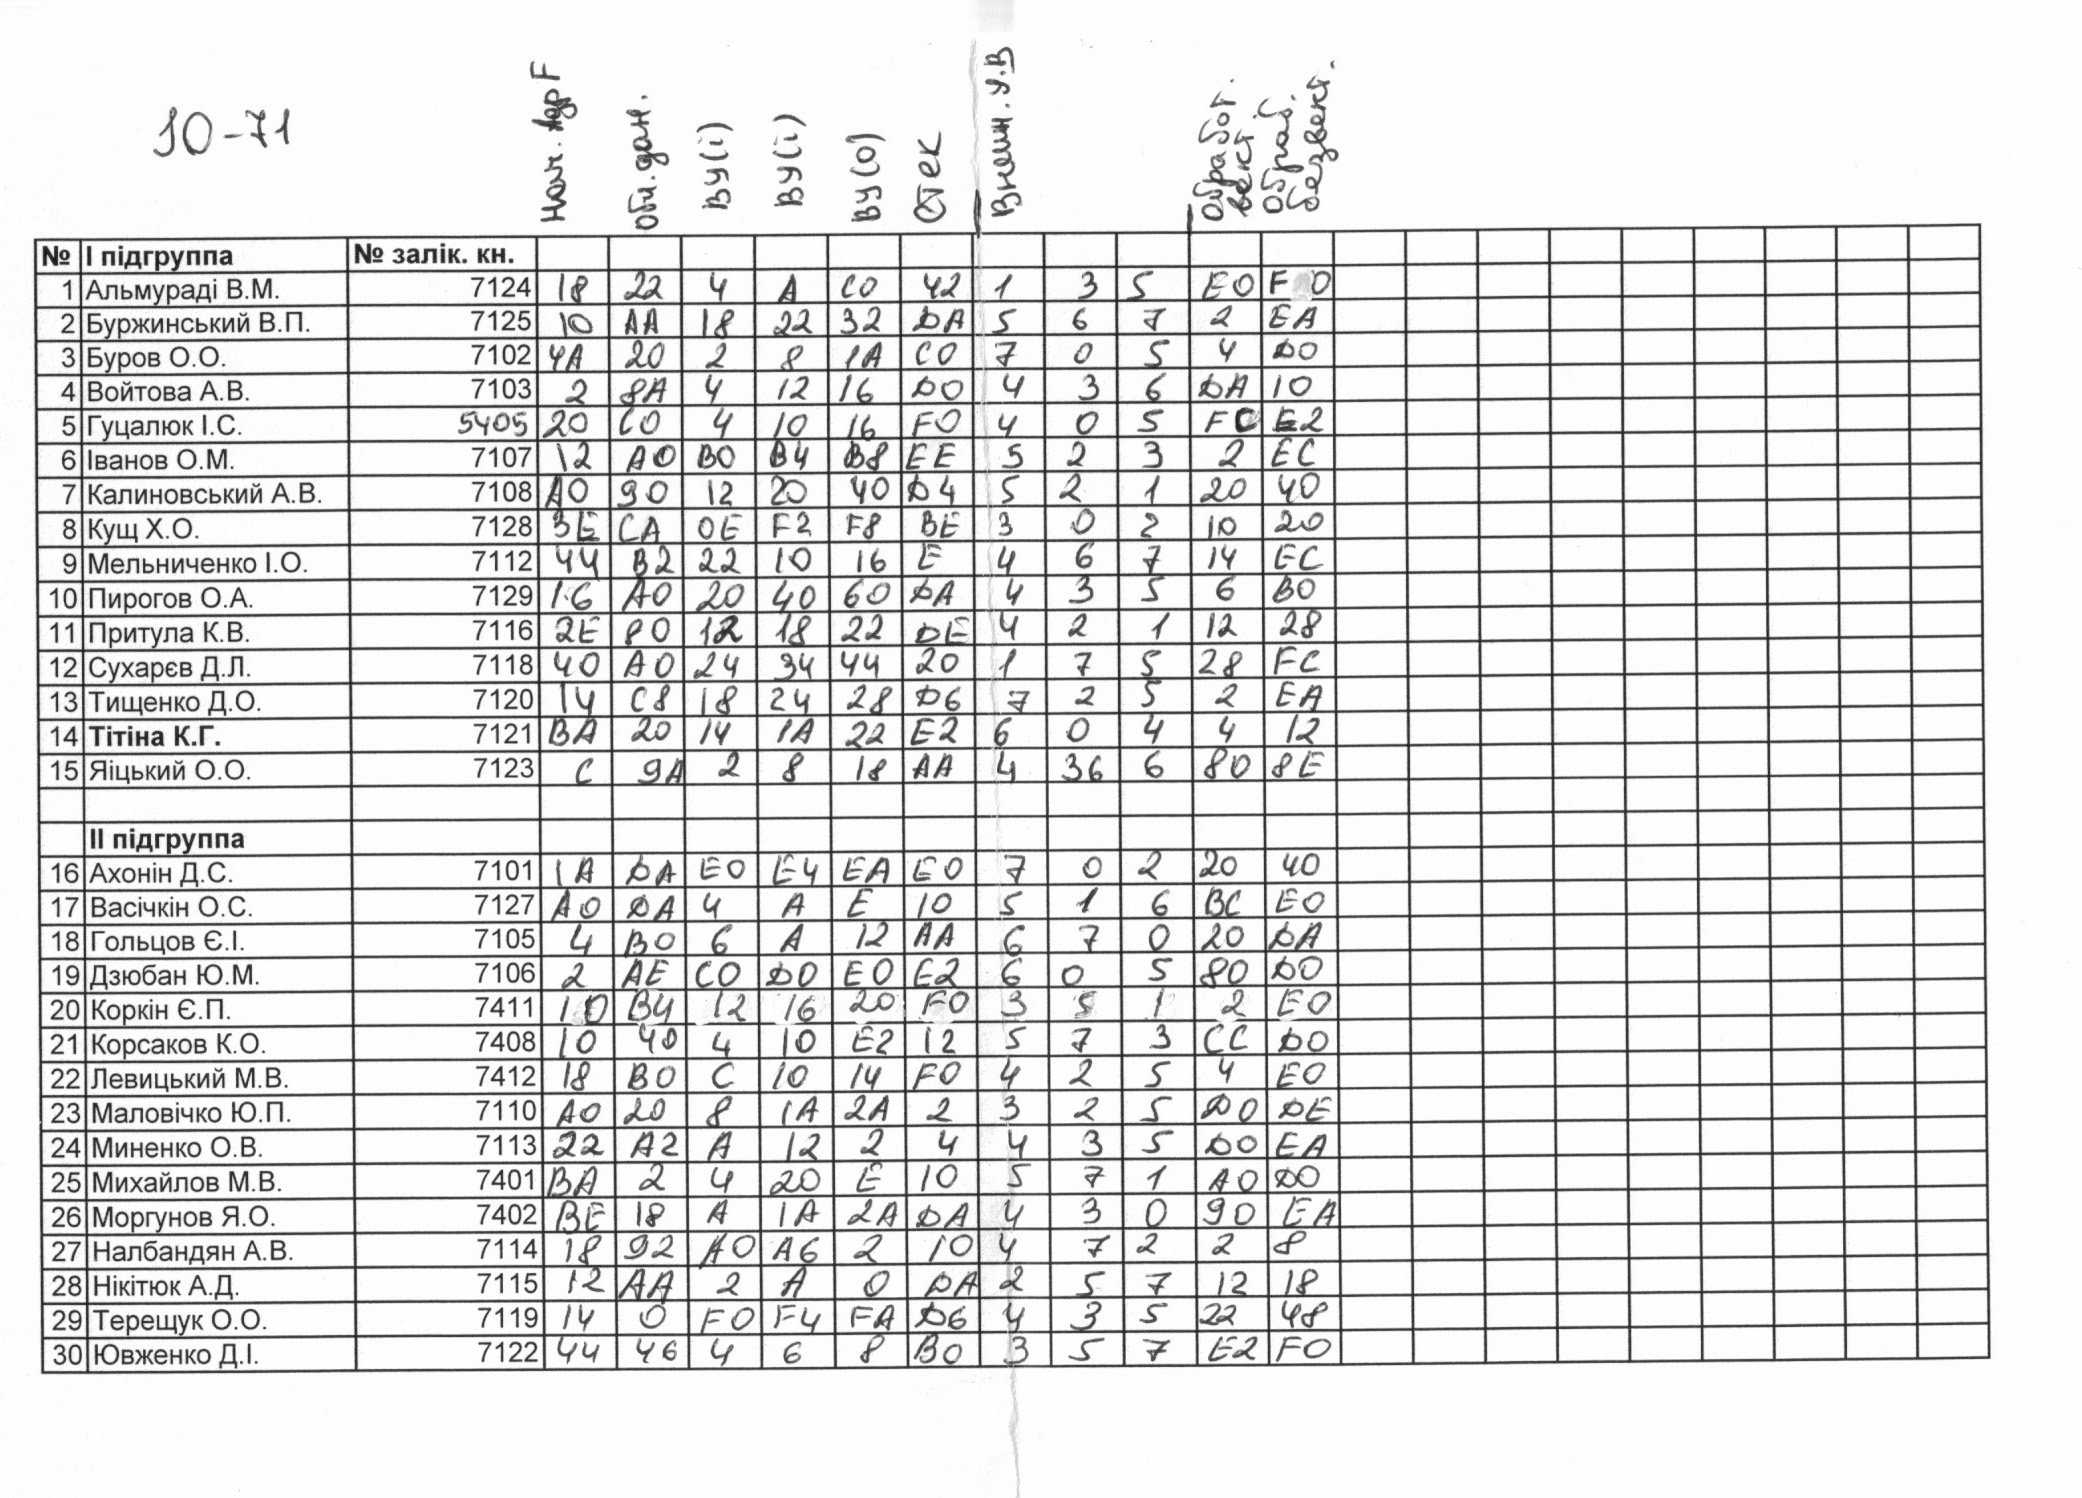 Нач. Адр F
Общ. дан.
ВУ(i)
ВУ(i)
ВУ(o)
Стек
Внешн. У.В
Обработ. вект.
Обраб. безвект.
10-71
№ І підгруппа № залік. кн.
1 Альмураді В.М. 7124 18 22 4 A C0 42 1 3 5 E0 F0
2 Буржинський В.П. 7125 10 AA 18 22 32 DA 5 6 7 2 EA
3 Буров О.О. 7102 4A 20 2 8 1A C0 7 0 5 4 D0
4 Войтова А.В. 7103 2 8A 4 12 16 D0 4 3 6 DA 10
5 Гуцалюк І.С. 5405 20 C0 4 10 16 F0 4 0 5 FC E2
6 Іванов О.М. 7107 12 A0 B0 B4 B8 EE 5 2 3 2 EC
7 Калиновський А.В. 7108 A0 90 12 20 40 D4 5 2 1 20 40
8 Кущ Х.О. 7128 3E CA 0E F2 F8 BE 3 0 2 10 20
9 Мельниченко І.О. 7112 44 B2 22 10 16 E 4 6 7 14 EC
10 Пирогов О.А. 7129 16 A0 20 40 60 DA 4 3 5 6 B0
11 Притула К.В. 7116 2E 80 12 18 22 DE 4 2 1 12 28
12 Сухарєв Д.Л. 7118 40 A0 24 34 44 20 1 7 5 28 FC
13 Тищенко Д.О. 7120 14 C8 18 24 28 D6 7 2 5 2 EA
14 Тітіна К.Г. 7121 BA 20 14 1A 22 E2 6 0 4 4 12
15 Яіцький О.О. 7123 C 9A 2 8 18 AA 4 36 6 80 8E
ІІ підгруппа
16 Ахонін Д.С. 7101 1A DA E0 E4 EA E0 7 0 2 20 40
17 Васічкін О.С. 7127 A0 DA 4 A E 10 5 1 6 BC E0
18 Гольцов Є.І. 7105 4 B0 6 A 12 AA 6 7 0 20 DA
19 Дзюбан Ю.М. 7106 2 AE C0 D0 E0 E2 6 0 5 80 D0
20 Коркін Є.П. 7411 10 B4 12 16 20 F0 3 5 1 2 E0
21 Корсаков К.О. 7408 10 40 4 10 E2 12 5 7 3 CC D0
22 Левицький М.В. 7412 18 B0 C 10 14 F0 4 2 5 4 E0
23 Маловічко Ю.П. 7110 A0 20 8 1A 2A 2 3 2 5 D0 DE
24 Миненко О.В. 7113 22 A2 A 12 2 4 4 3 5 D0 EA
25 Михайлов М.В. 7401 BA 2 4 20 E 10 5 7 1 A0 D0
26 Моргунов Я.О. 7402 BE 18 A 1A 2A DA 4 3 0 90 EA
27 Налбандян А.В. 7114 18 92 A0 A6 2 10 4 7 2 2 8
28 Нікітюк А.Д. 7115 12 AA 2 A 0 DA 2 5 7 12 18
29 Терещук О.О. 7119 14 0 F0 F4 FA D6 4 3 5 22 48
30 Ювженко Д.І. 7122 44 46 4 6 8 B0 3 5 7 E2 F0